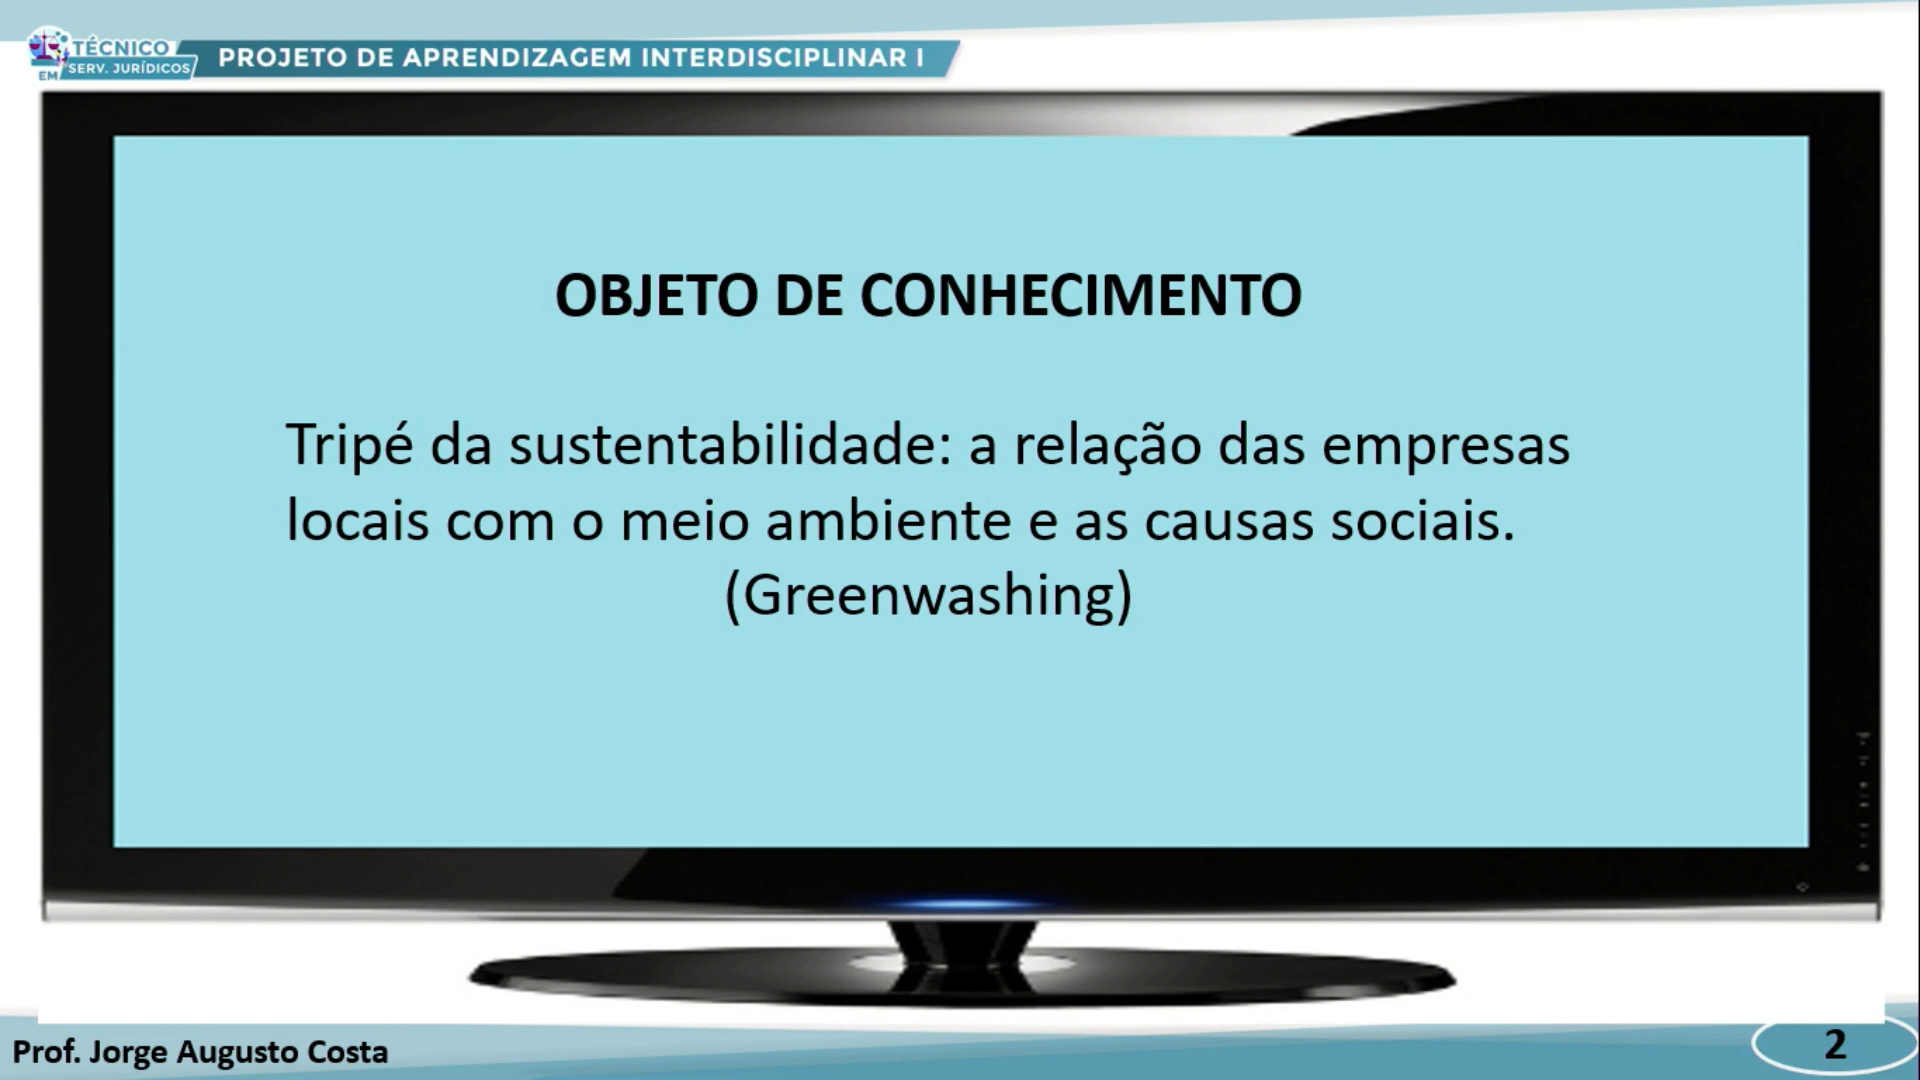 TÉCNICO
EM SERV. JURÍDICOS
PROJETO DE APRENDIZAGEM INTERDISCIPLINAR I
OBJETO DE CONHECIMENTO
Tripé da sustentabilidade: a relação das empresas
locais com o meio ambiente e as causas sociais.
(Greenwashing)
Prof. Jorge Augusto Costa
2